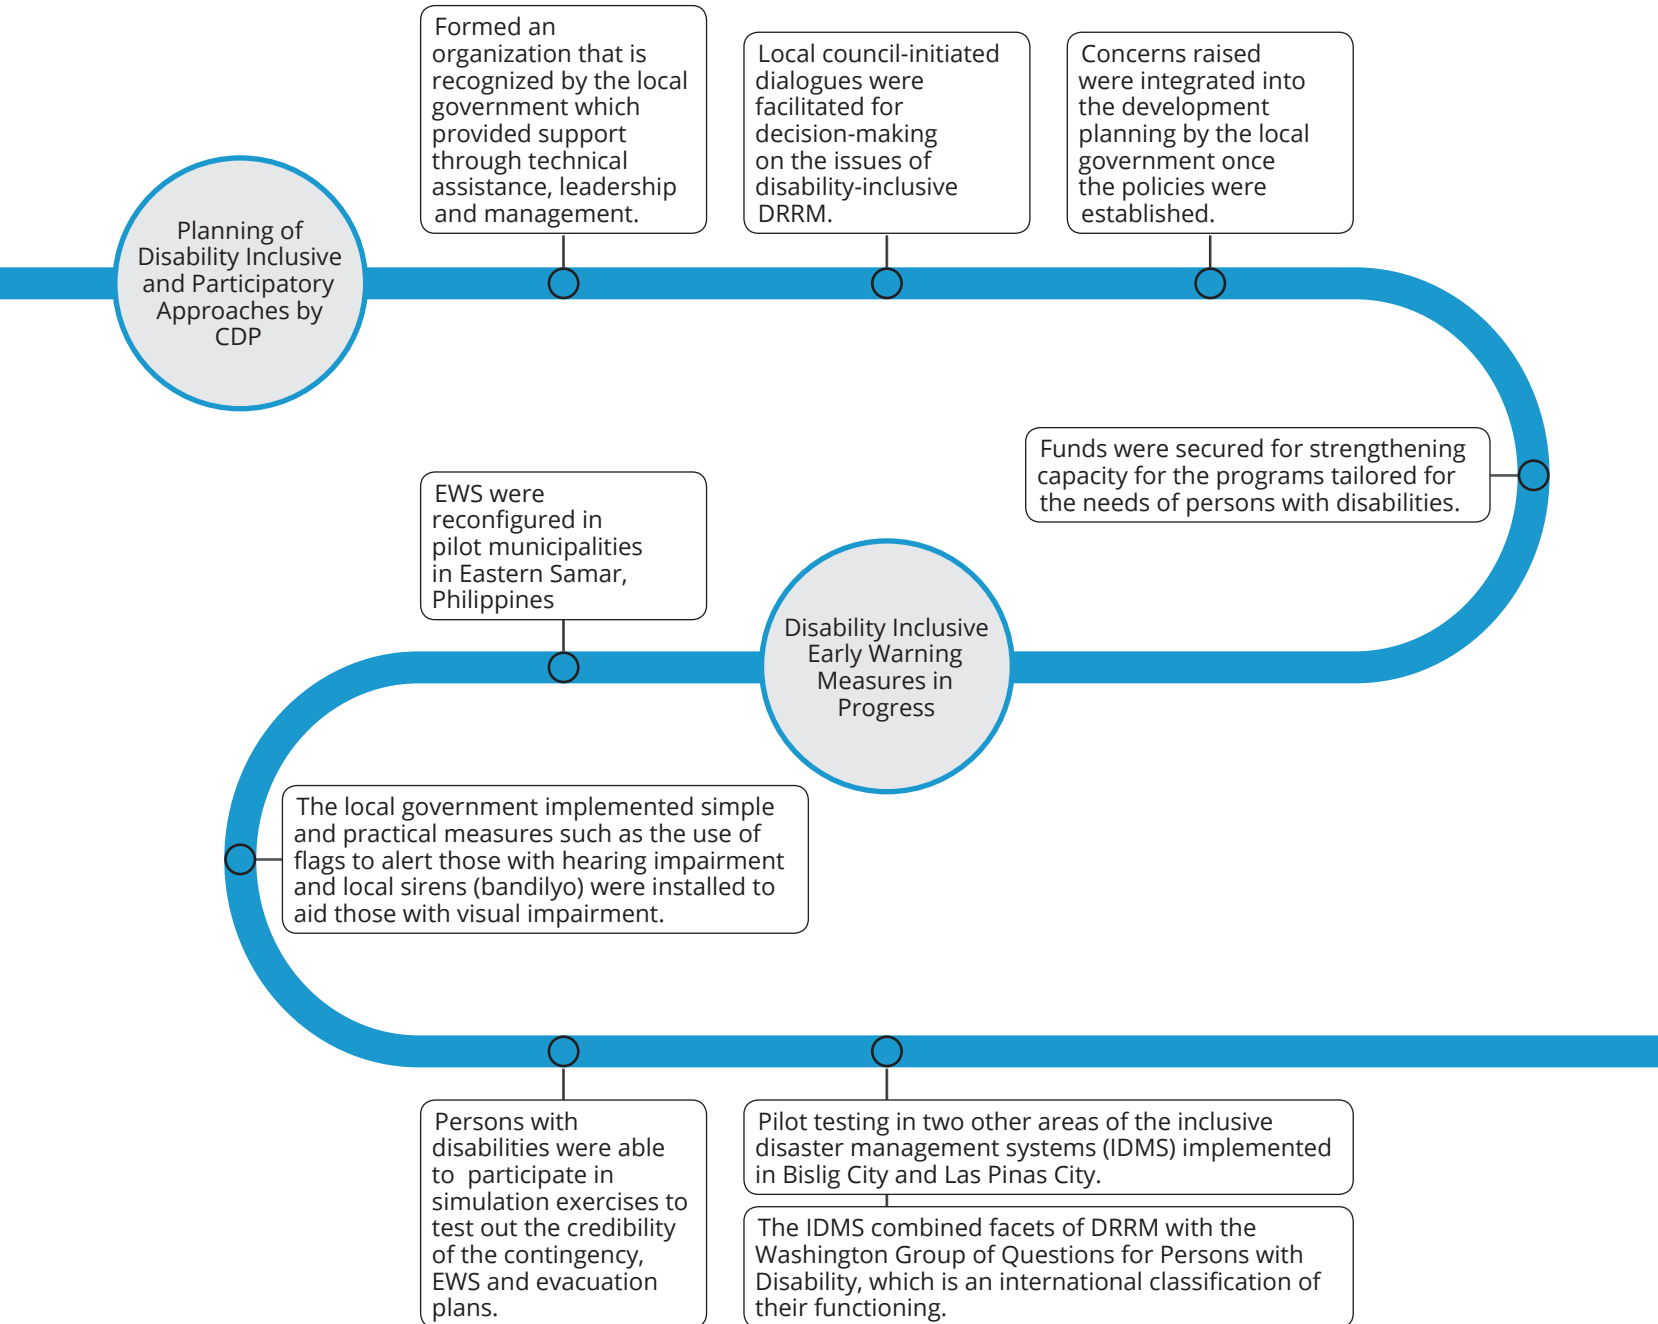 Planning of
Disability Inclusive
and Participatory
Approaches by
CDP
Formed an
organization that is
recognized by the local
government which
provided support
through technical
assistance, leadership
and management.
Local council-initiated
dialogues were
facilitated for
decision-making
on the issues of
disability-inclusive
DRRM.
Concerns raised
were integrated into
the development
planning by the local
government once
the policies were
established.
Funds were secured for strengthening
capacity for the programs tailored for
the needs of persons with disabilities.
Disability Inclusive
Early Warning
Measures in
Progress
EWS were
reconfigured in
pilot municipalities
in Eastern Samar,
Philippines
The local government implemented simple
and practical measures such as the use of
flags to alert those with hearing impairment
and local sirens (bandilyo) were installed to
aid those with visual impairment.
Persons with
disabilities were able
to participate in
simulation exercises to
test out the credibility
of the contingency,
EWS and evacuation
plans.
Pilot testing in two other areas of the inclusive
disaster management systems (IDMS) implemented
in Bislig City and Las Pinas City.
The IDMS combined facets of DRRM with the
Washington Group of Questions for Persons with
Disability, which is an international classification of
their functioning.